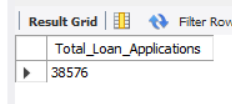 Result Grid Filter Row
Total_Loan_Applications
38576